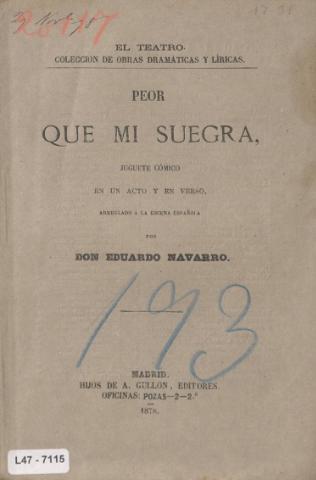 EL TEATRO.
COLECCION DE OBRAS DRAMÁTICAS Y LÍRICAS.
PEOR
QUE MI SUEGRA,
JUGUETE CÓMICO
EN UN ACTO Y EN VERSO,
ARREGLADO A LA ESCENA ESPAÑOLA
POR
DON EDUARDO NAVARRO.
193
MADRID.
HIJOS DE A. GULLON, EDITORES.
OFICINAS: POZAS—2—2.º
1878.
L47 - 7115